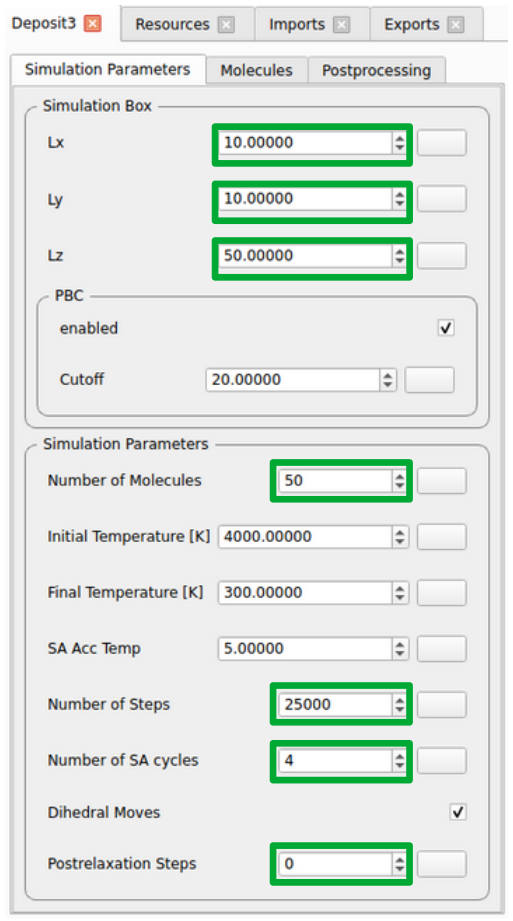 Deposit3 Resources Imports Exports
Simulation Parameters Molecules Postprocessing
Simulation Box
Lx 10.00000
Ly 10.00000
Lz 50.00000
PBC
enabled
Cutoff 20.00000
Simulation Parameters
Number of Molecules 50
Initial Temperature [K] 4000.00000
Final Temperature [K] 300.00000
SA Acc Temp 5.00000
Number of Steps 25000
Number of SA cycles 4
Dihedral Moves
Postrelaxation Steps 0